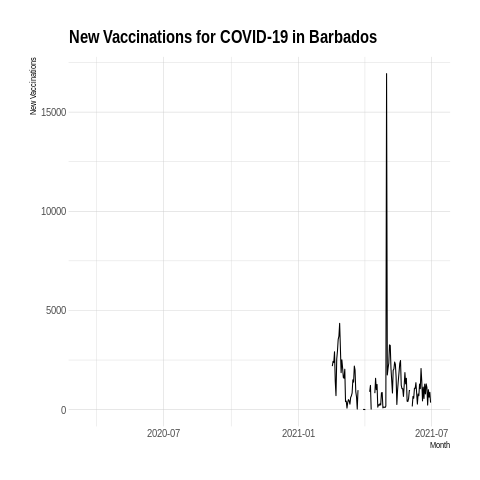 New Vaccinations for COVID-19 in Barbados
New Vaccinations
15000
10000
5000
0
2020-07
2021-01
2021-07
Month